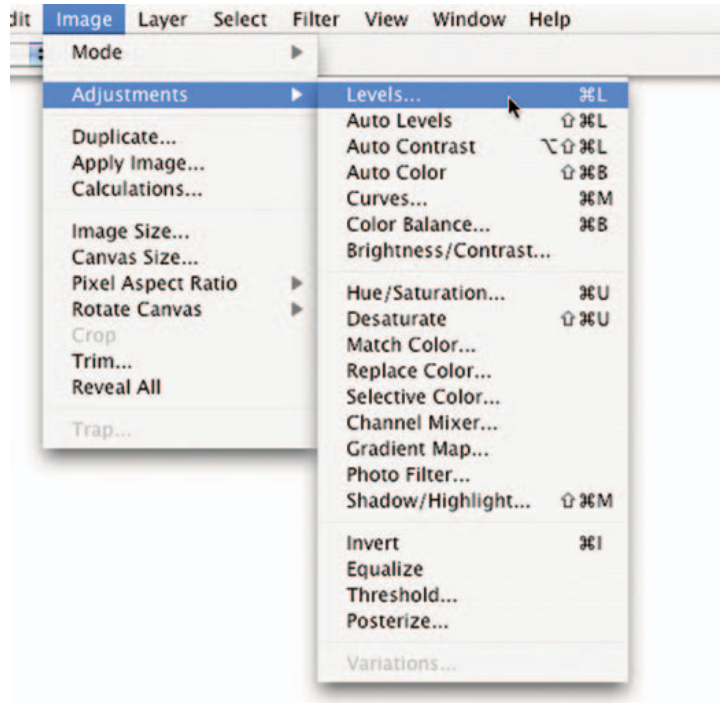 dit Image Layer Select Filter View Window Help
Mode
Adjustments
Duplicate...
Apply Image...
Calculations...
Image Size...
Canvas Size...
Pixel Aspect Ratio
Rotate Canvas
Crop
Trim...
Reveal All
Trap...
Levels... ⌘L
Auto Levels ⇧⌘L
Auto Contrast ⌥⇧⌘L
Auto Color ⇧⌘B
Curves... ⌘M
Color Balance... ⌘B
Brightness/Contrast...
Hue/Saturation... ⌘U
Desaturate ⇧⌘U
Match Color...
Replace Color...
Selective Color...
Channel Mixer...
Gradient Map...
Photo Filter...
Shadow/Highlight... ⇧⌘M
Invert ⌘I
Equalize
Threshold...
Posterize...
Variations...